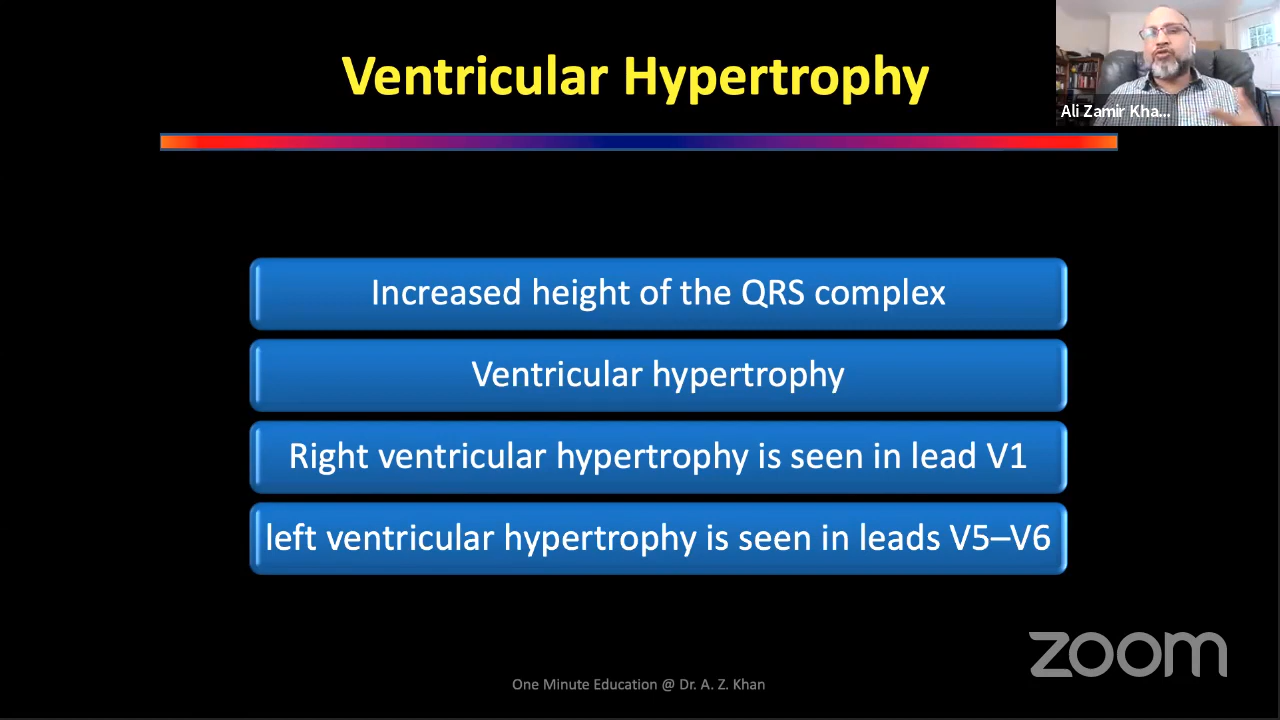 Ventricular Hypertrophy
Ali Zamir Kha...
Increased height of the QRS complex
Ventricular hypertrophy
Right ventricular hypertrophy is seen in lead V1
left ventricular hypertrophy is seen in leads V5–V6
zoom
One Minute Education @ Dr. A. Z. Khan